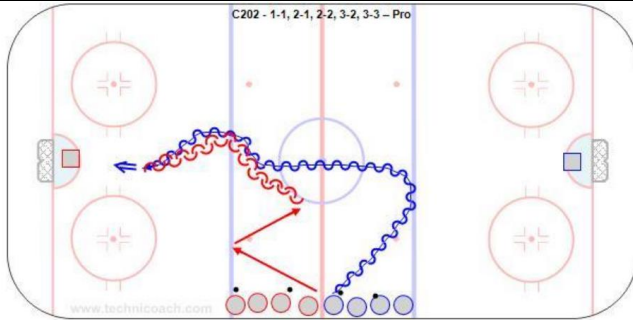 C202 - 1-1, 2-1, 2-2, 3-2, 3-3 – Pro
www.technicoach.com